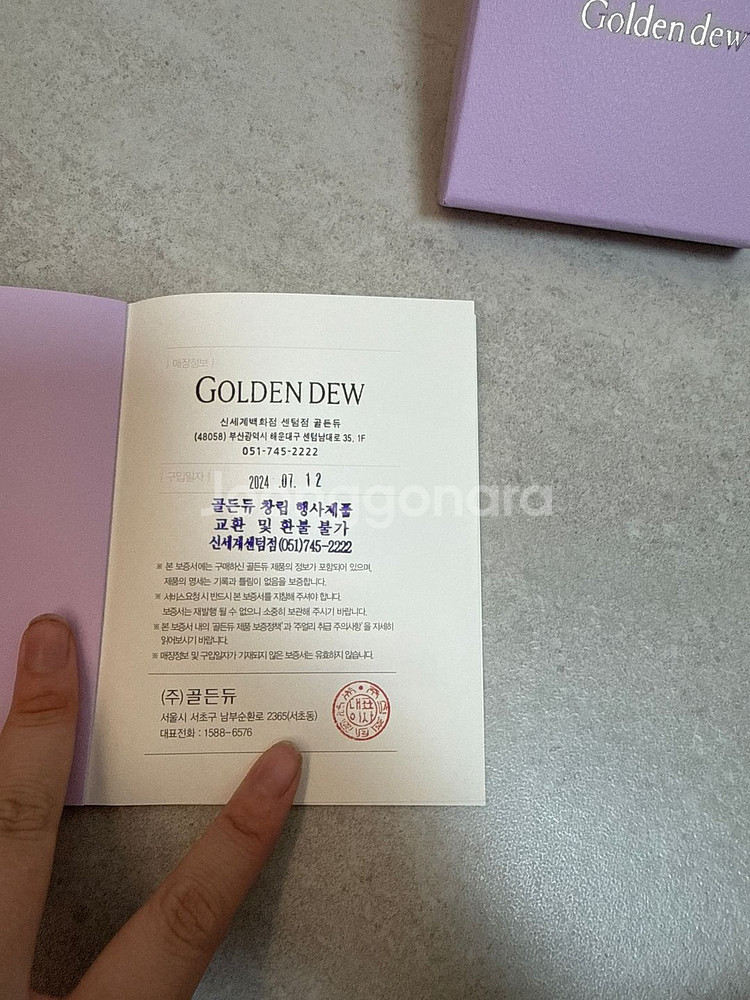 Golden dew
[매장정보]
GOLDEN DEW
신세계백화점 센텀점 골든듀
(48058) 부산광역시 해운대구 센텀남대로 35, 1F
051-745-2222
[구입일자]
2024 .07. 12
Joonggonara
골든듀 창립 행사제품
교환 및 환불 불가
신세계센텀점(051)745-2222
※ 본 보증서에는 구매하신 골든듀 제품의 정보가 포함되어 있으며,
제품의 명세는 기록과 틀림이 없음을 보증합니다.
※ 서비스요청 시 반드시 본 보증서를 지참해 주셔야 합니다.
보증서는 재발행 될 수 없으니 소중히 보관해 주시기 바랍니다.
※ 본 보증서 내의 '골든듀 제품 보증정책'과 '주얼리 취급 주의사항'을 자세히
읽어보시기 바랍니다.
※ 매장정보 및 구입일자가 기재되지 않은 보증서는 유효하지 않습니다.
(주)골든듀
서울시 서초구 남부순환로 2365(서초동)
대표전화 : 1588-6576
대표
이사